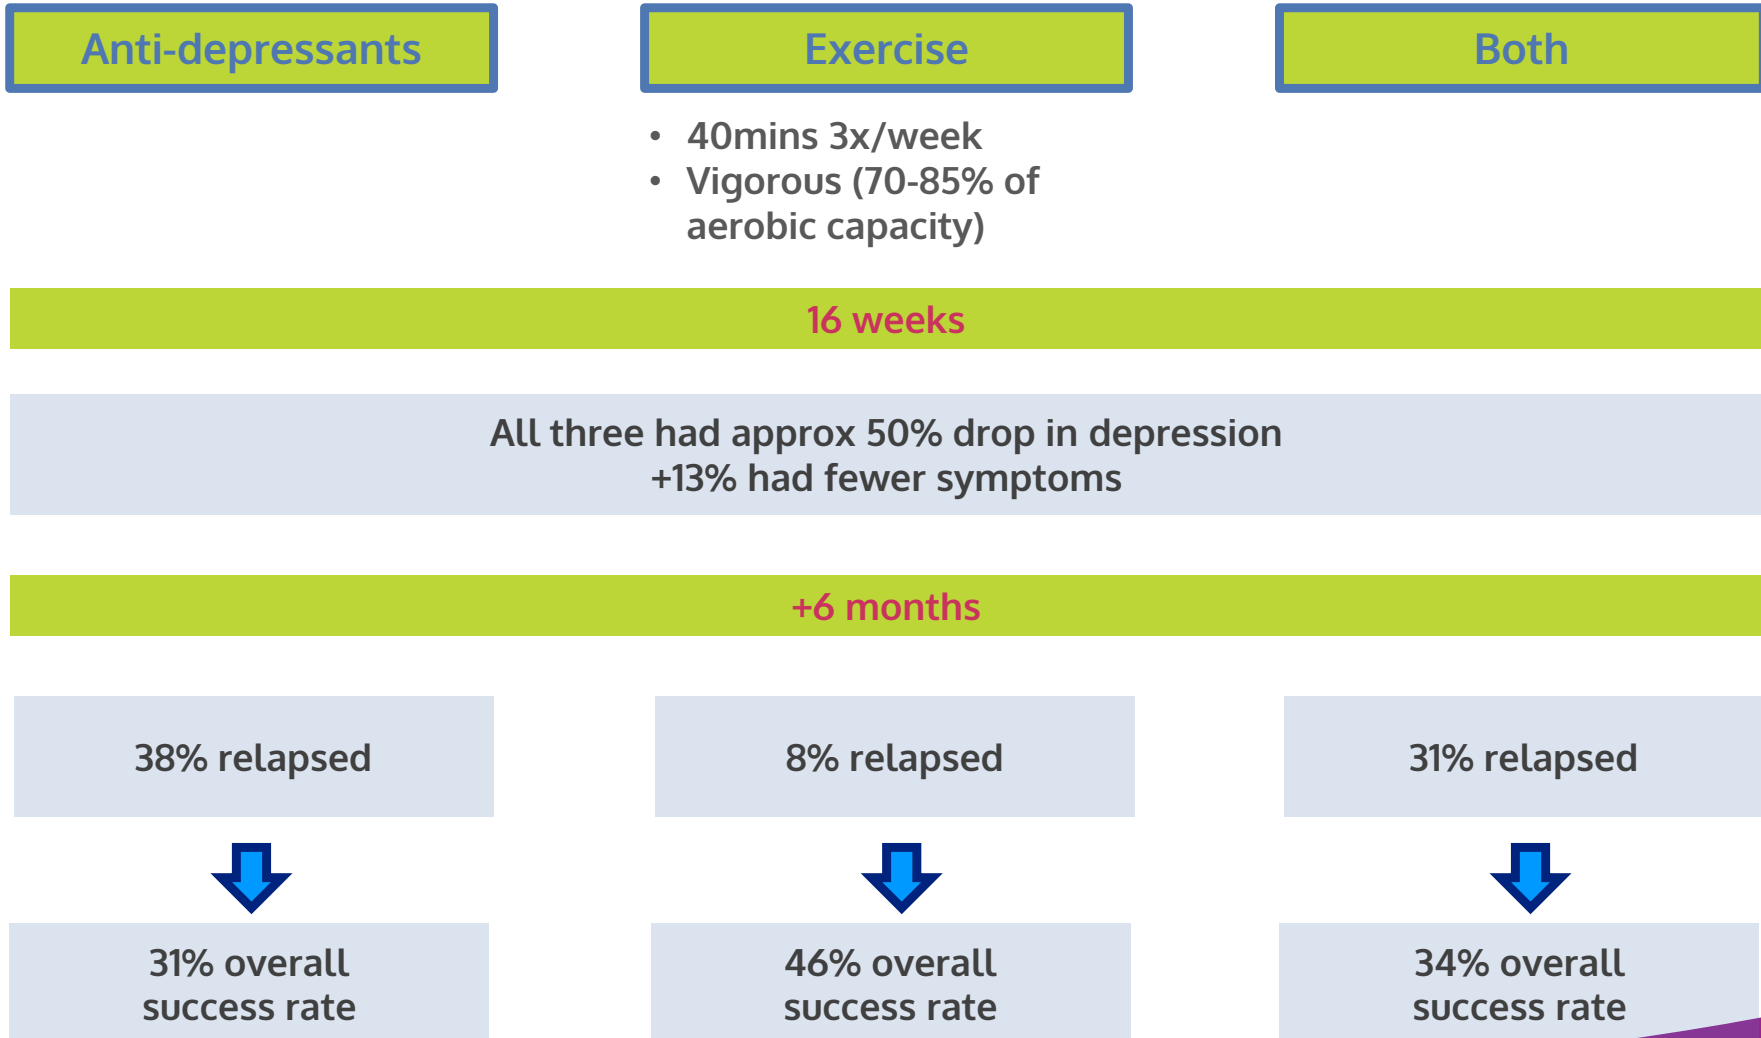 Anti-depressants
Exercise
Both
• 40mins 3x/week
• Vigorous (70-85% of
aerobic capacity)
16 weeks
All three had approx 50% drop in depression
+13% had fewer symptoms
+6 months
38% relapsed
8% relapsed
31% relapsed
31% overall
success rate
46% overall
success rate
34% overall
success rate